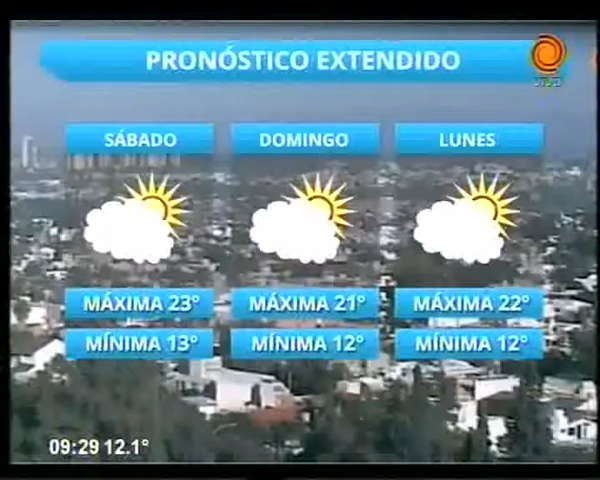 PRONÓSTICO EXTENDIDO
SÁBADO
DOMINGO
LUNES
MÁXIMA 23°
MÁXIMA 21°
MÁXIMA 22°
MÍNIMA 13°
MÍNIMA 12°
MÍNIMA 12°
09:29 12.1°